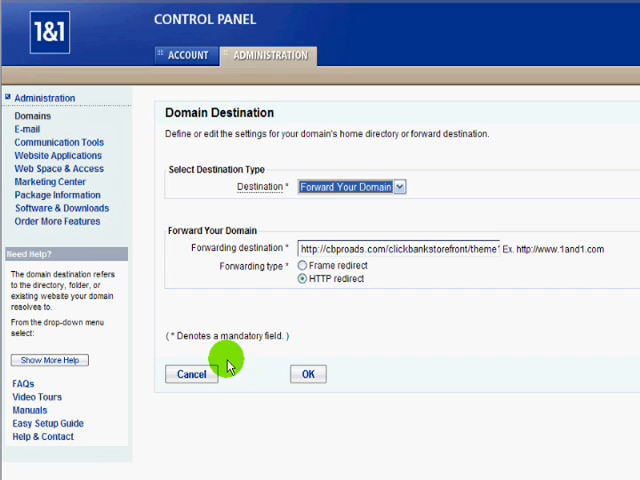 1&1
CONTROL PANEL
ACCOUNT
ADMINISTRATION
Administration
Domains
E-mail
Communication Tools
Website Applications
Web Space & Access
Marketing Center
Package Information
Software & Downloads
Order More Features
Need Help?
The domain destination refers
to the directory, folder, or
existing website your domain
resolves to.
From the drop-down menu
select:
Show More Help
FAQs
Video Tours
Manuals
Easy Setup Guide
Help & Contact
Domain Destination
Define or edit the settings for your domain's home directory or forward destination.
Select Destination Type
Destination * Forward Your Domain
Forward Your Domain
Forwarding destination * http://cbproads.com/clickbankstorefront/theme1 Ex. http://www.1and1.com
Forwarding type * Frame redirect
HTTP redirect
( * Denotes a mandatory field. )
Cancel
OK